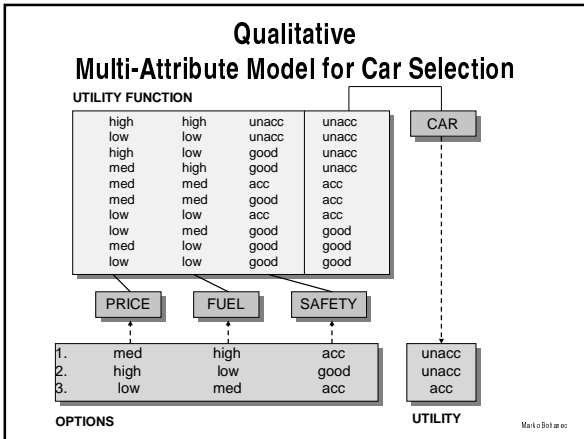 Qualitative
Multi-Attribute Model for Car Selection
UTILITY FUNCTION
high high unacc unacc
low low unacc unacc
high low good unacc
med high good unacc
med med acc acc
med med good acc
low low acc acc
low med good good
med low good good
low low good good
CAR
PRICE FUEL SAFETY
1. med high acc unacc
2. high low good unacc
3. low med acc acc
OPTIONS
UTILITY
Marko Bohanec